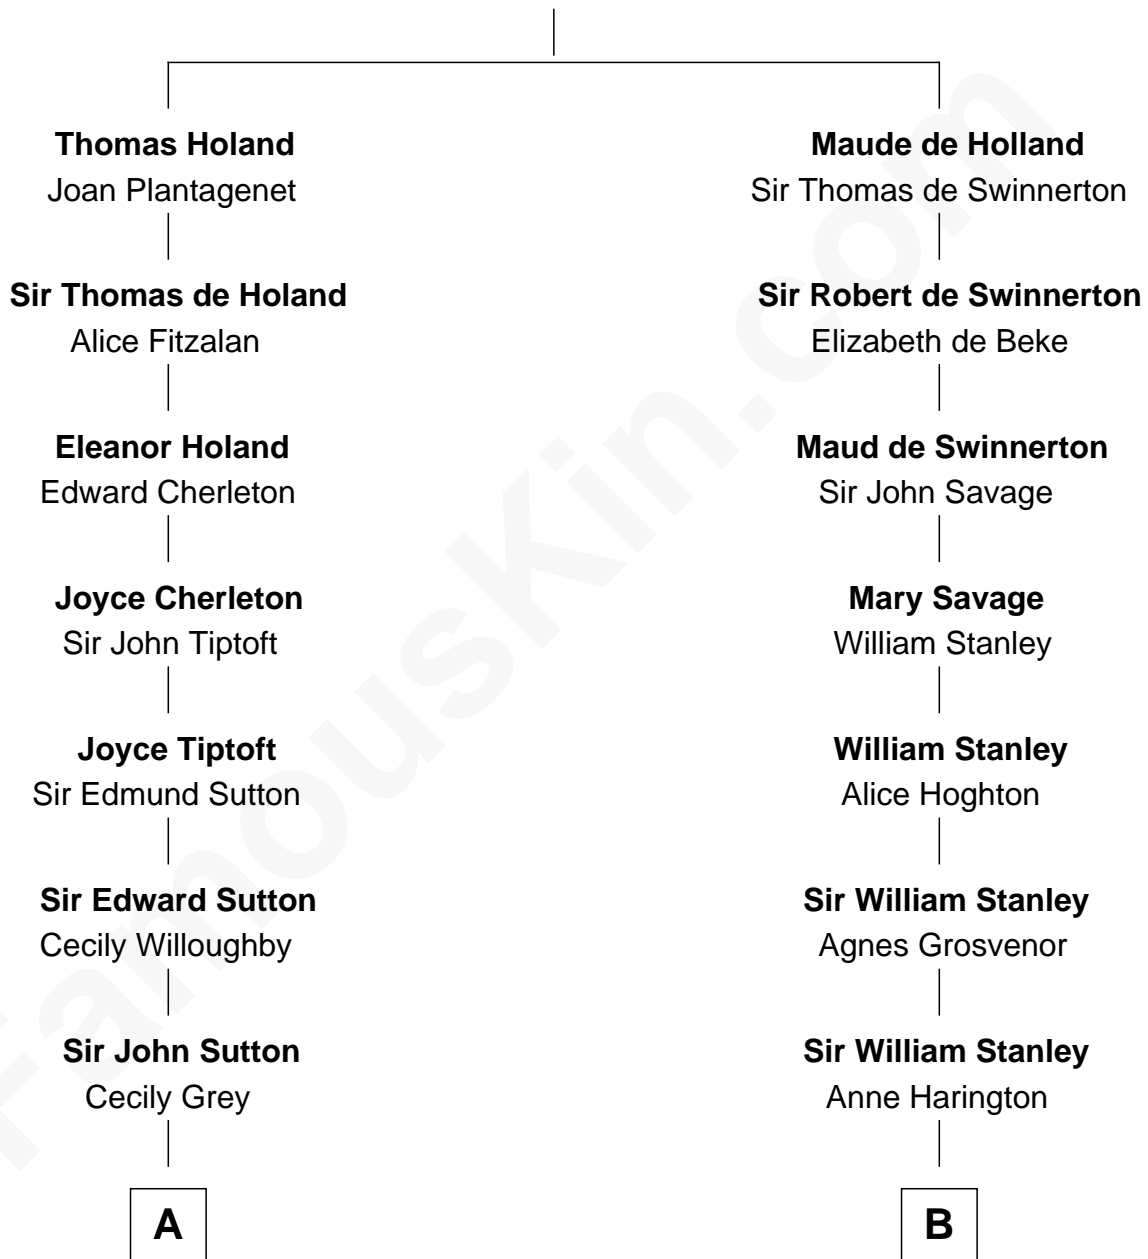 Thomas Holand
Joan Plantagenet
Sir Thomas de Holand
Alice Fitzalan
Eleanor Holand
Edward Cherleton
Joyce Cherleton
Sir John Tiptoft
Joyce Tiptoft
Sir Edmund Sutton
Sir Edward Sutton
Cecily Willoughby
Sir John Sutton
Cecily Grey
A
Maude de Holland
Sir Thomas de Swinnerton
Sir Robert de Swinnerton
Elizabeth de Beke
Maud de Swinnerton
Sir John Savage
Mary Savage
William Stanley
William Stanley
Alice Hoghton
Sir William Stanley
Agnes Grosvenor
Sir William Stanley
Anne Harington
B
FamousKin.com